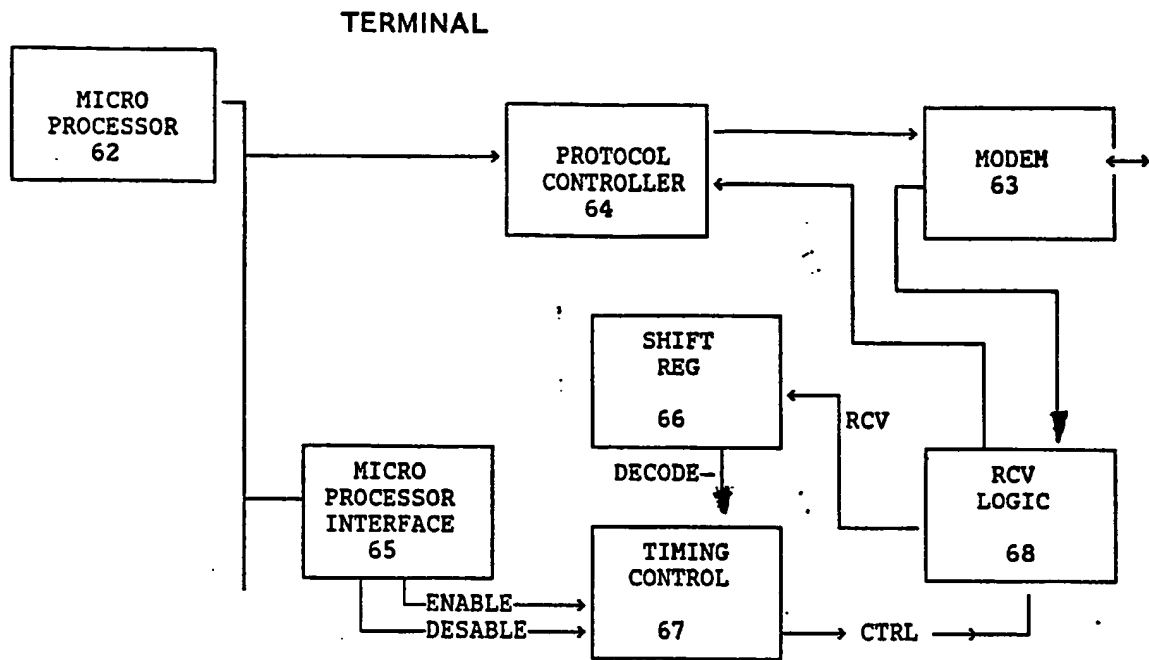 TERMINAL
MICRO
PROCESSOR
62
PROTOCOL
CONTROLLER
64
MODEM
63
SHIFT
REG
66
RCV
DECODE
MICRO
PROCESSOR
INTERFACE
65
RCV
LOGIC
68
TIMING
CONTROL
67
ENABLE
DESABLE
CTRL